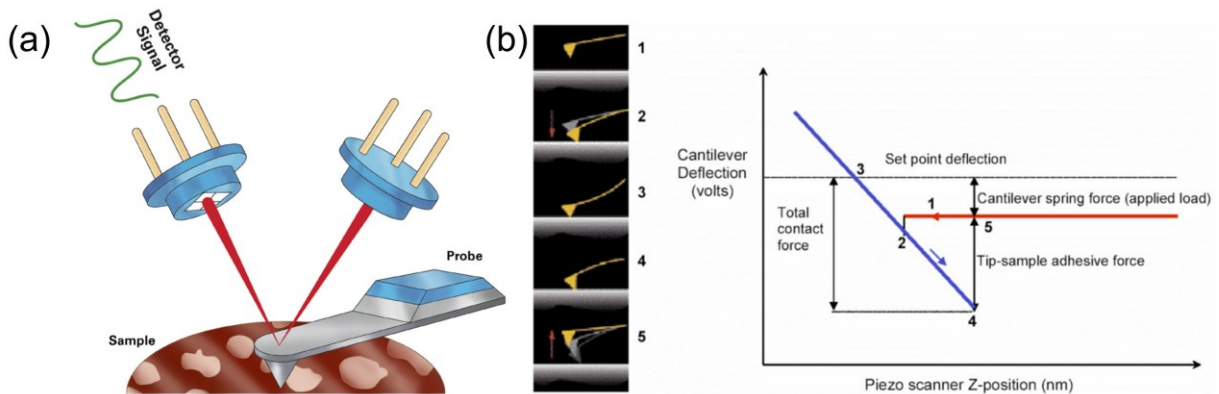 (a)
Detector
Signal
Probe
Sample
(b)
1
2
3
4
5
Cantilever
Deflection
(volts)
3
Set point deflection
Cantilever spring force (applied load)
1
5
2
Total
contact
force
Tip-sample adhesive force
4
Piezo scanner Z-position (nm)